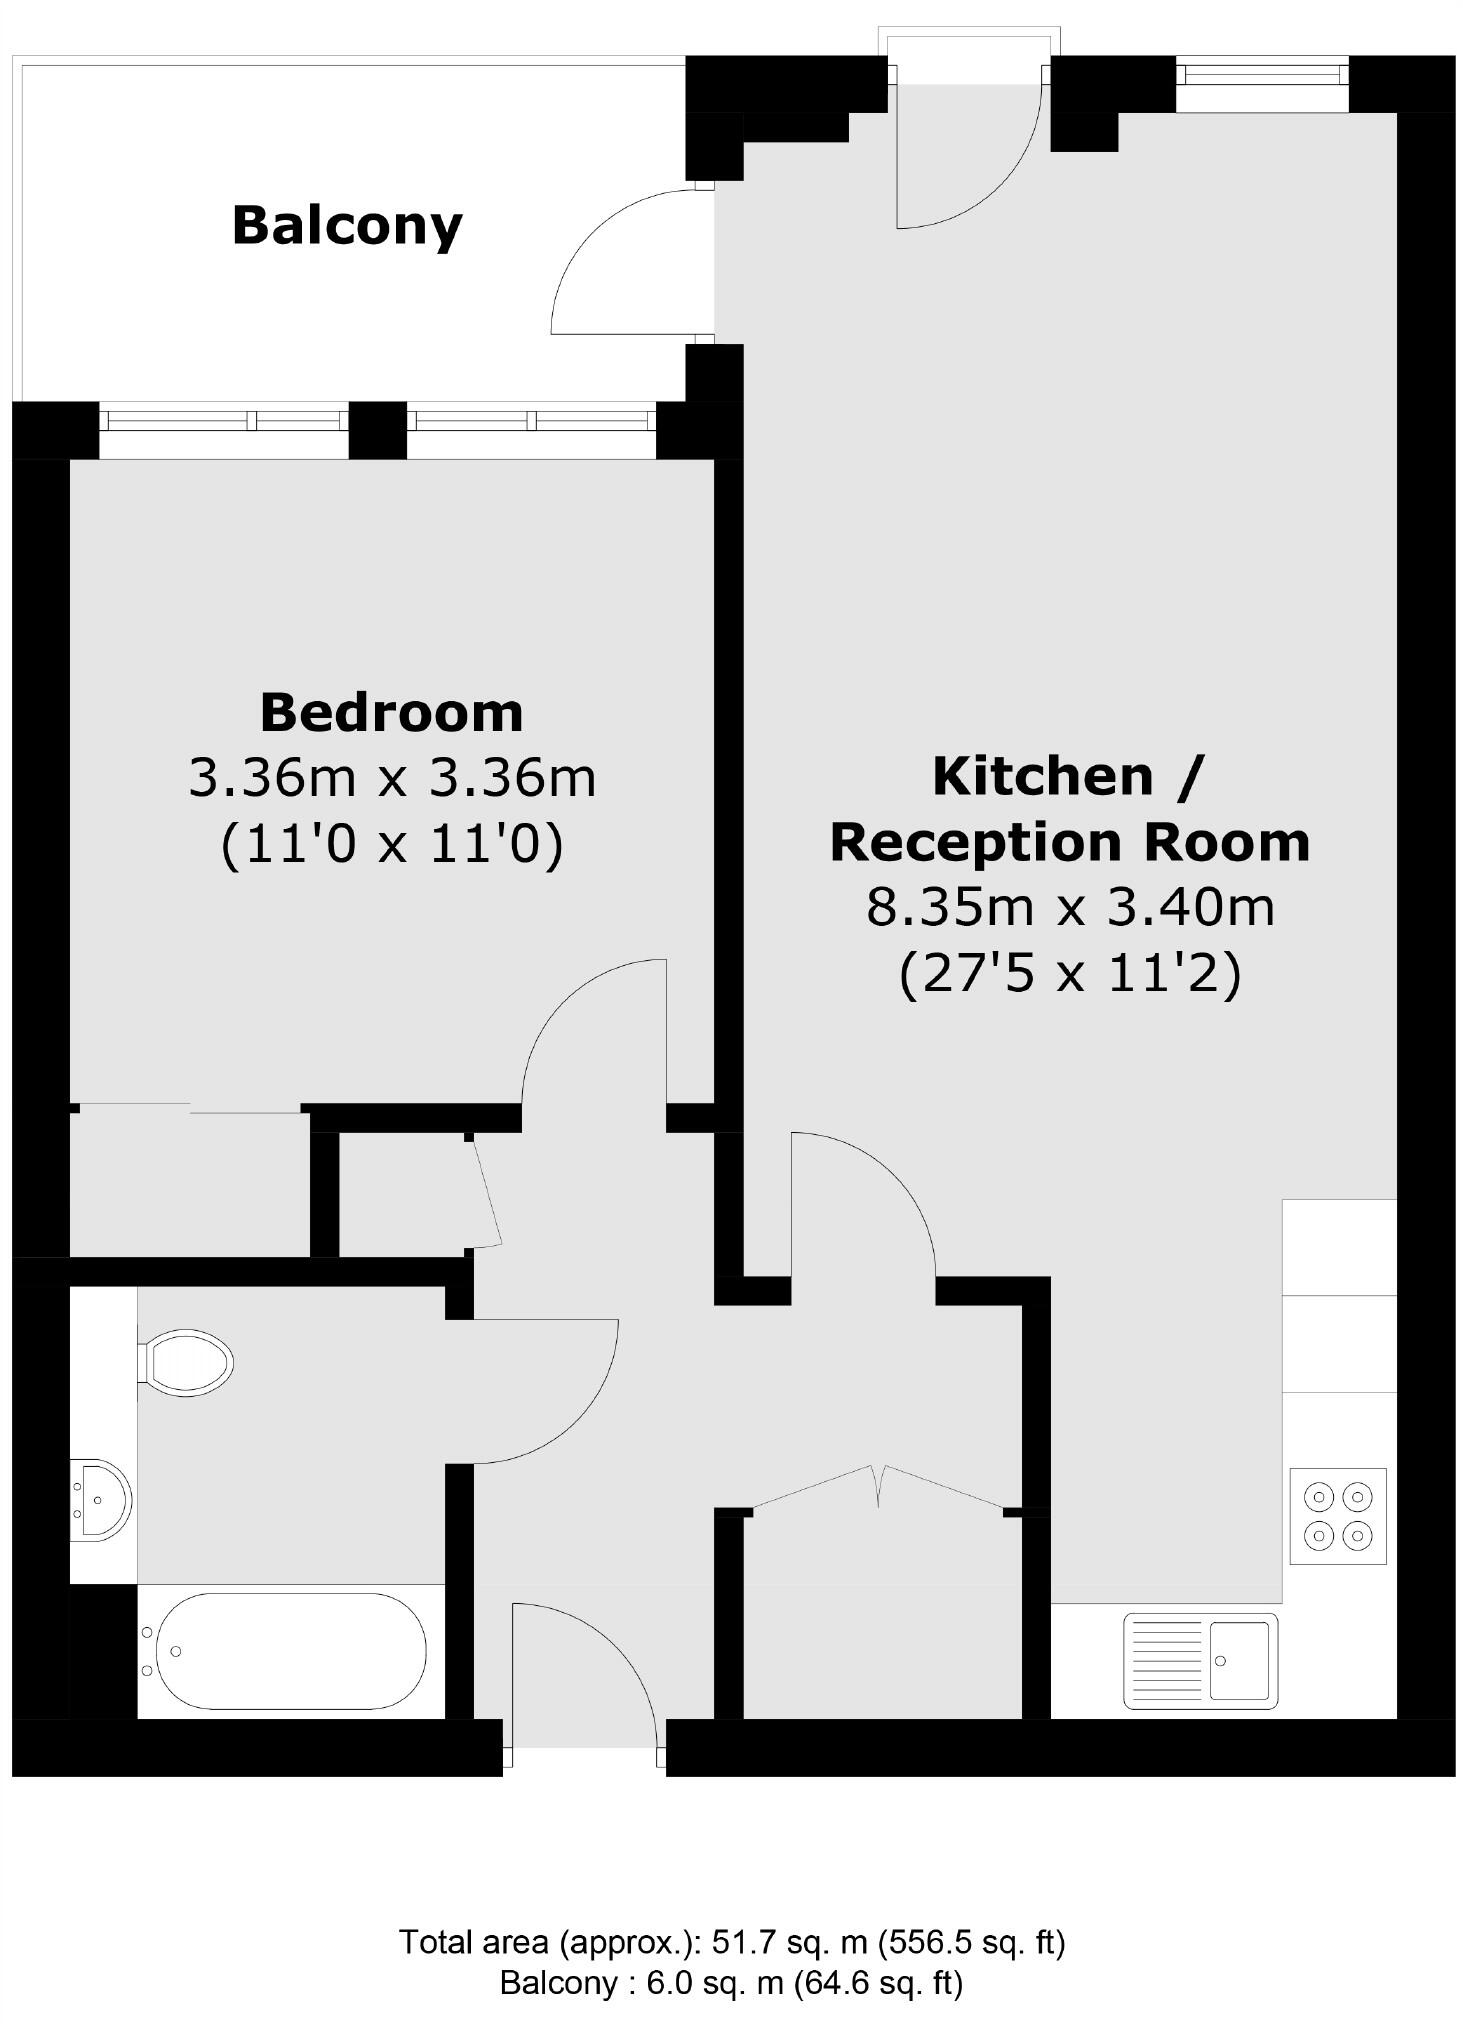 Balcony
Bedroom
3.36m x 3.36m
(11'0 x 11'0)
Kitchen /
Reception Room
8.35m x 3.40m
(27'5 x 11'2)
Total area (approx.): 51.7 sq. m (556.5 sq. ft)
Balcony : 6.0 sq. m (64.6 sq. ft)